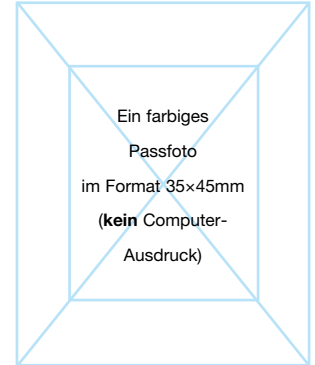 Ein farbiges
Passfoto
im Format 35×45mm
(kein Computer-
Ausdruck)